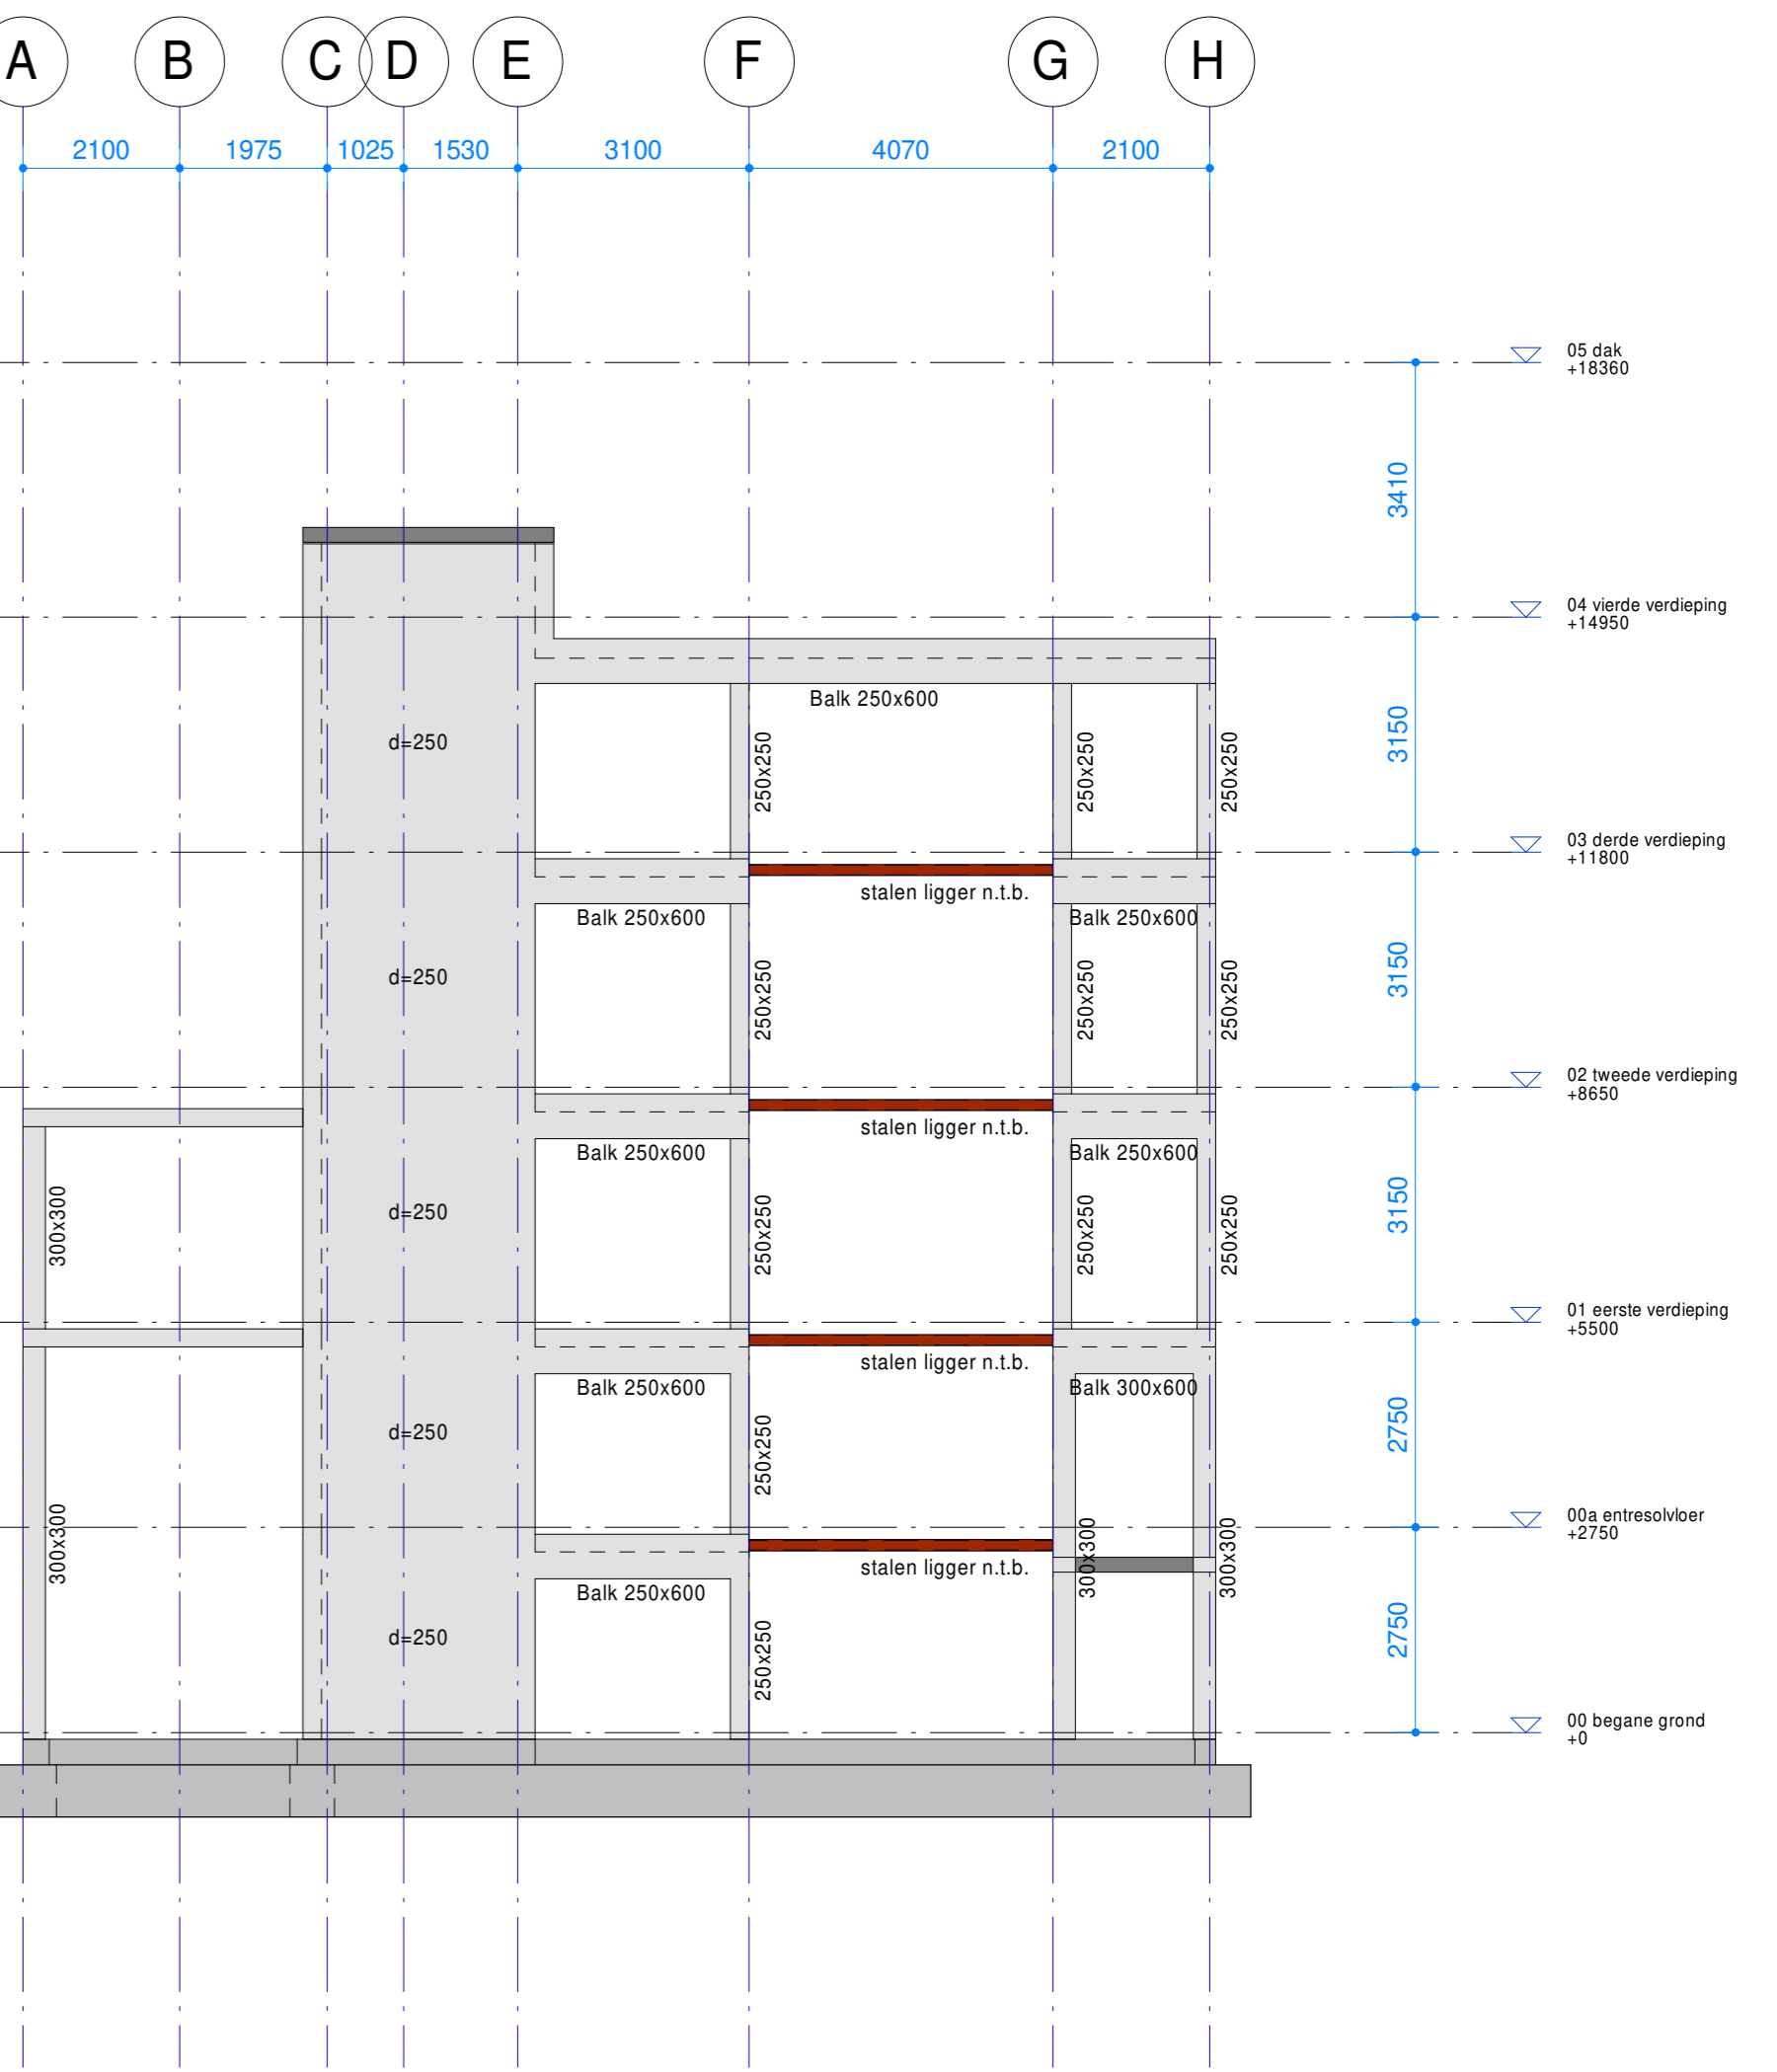 A B C D E F G H
2100 1975 1025 1530 3100 4070 2100
05 dak
+18360
3410
04 vierde verdieping
+14950
Balk 250x600
d=250
250x250 250x250 250x250
3150
03 derde verdieping
+11800
stalen ligger n.t.b.
Balk 250x600 Balk 250x600
d=250
250x250 250x250 250x250
3150
02 tweede verdieping
+8650
stalen ligger n.t.b.
Balk 250x600 Balk 250x600
300x300
d=250
250x250 250x250 250x250
3150
01 eerste verdieping
+5500
stalen ligger n.t.b.
Balk 250x600 Balk 300x600
d=250
250x250
2750
00a entresolvloer
+2750
300x300
300x300 300x300
stalen ligger n.t.b.
Balk 250x600
d=250
250x250
2750
00 begane grond
+0